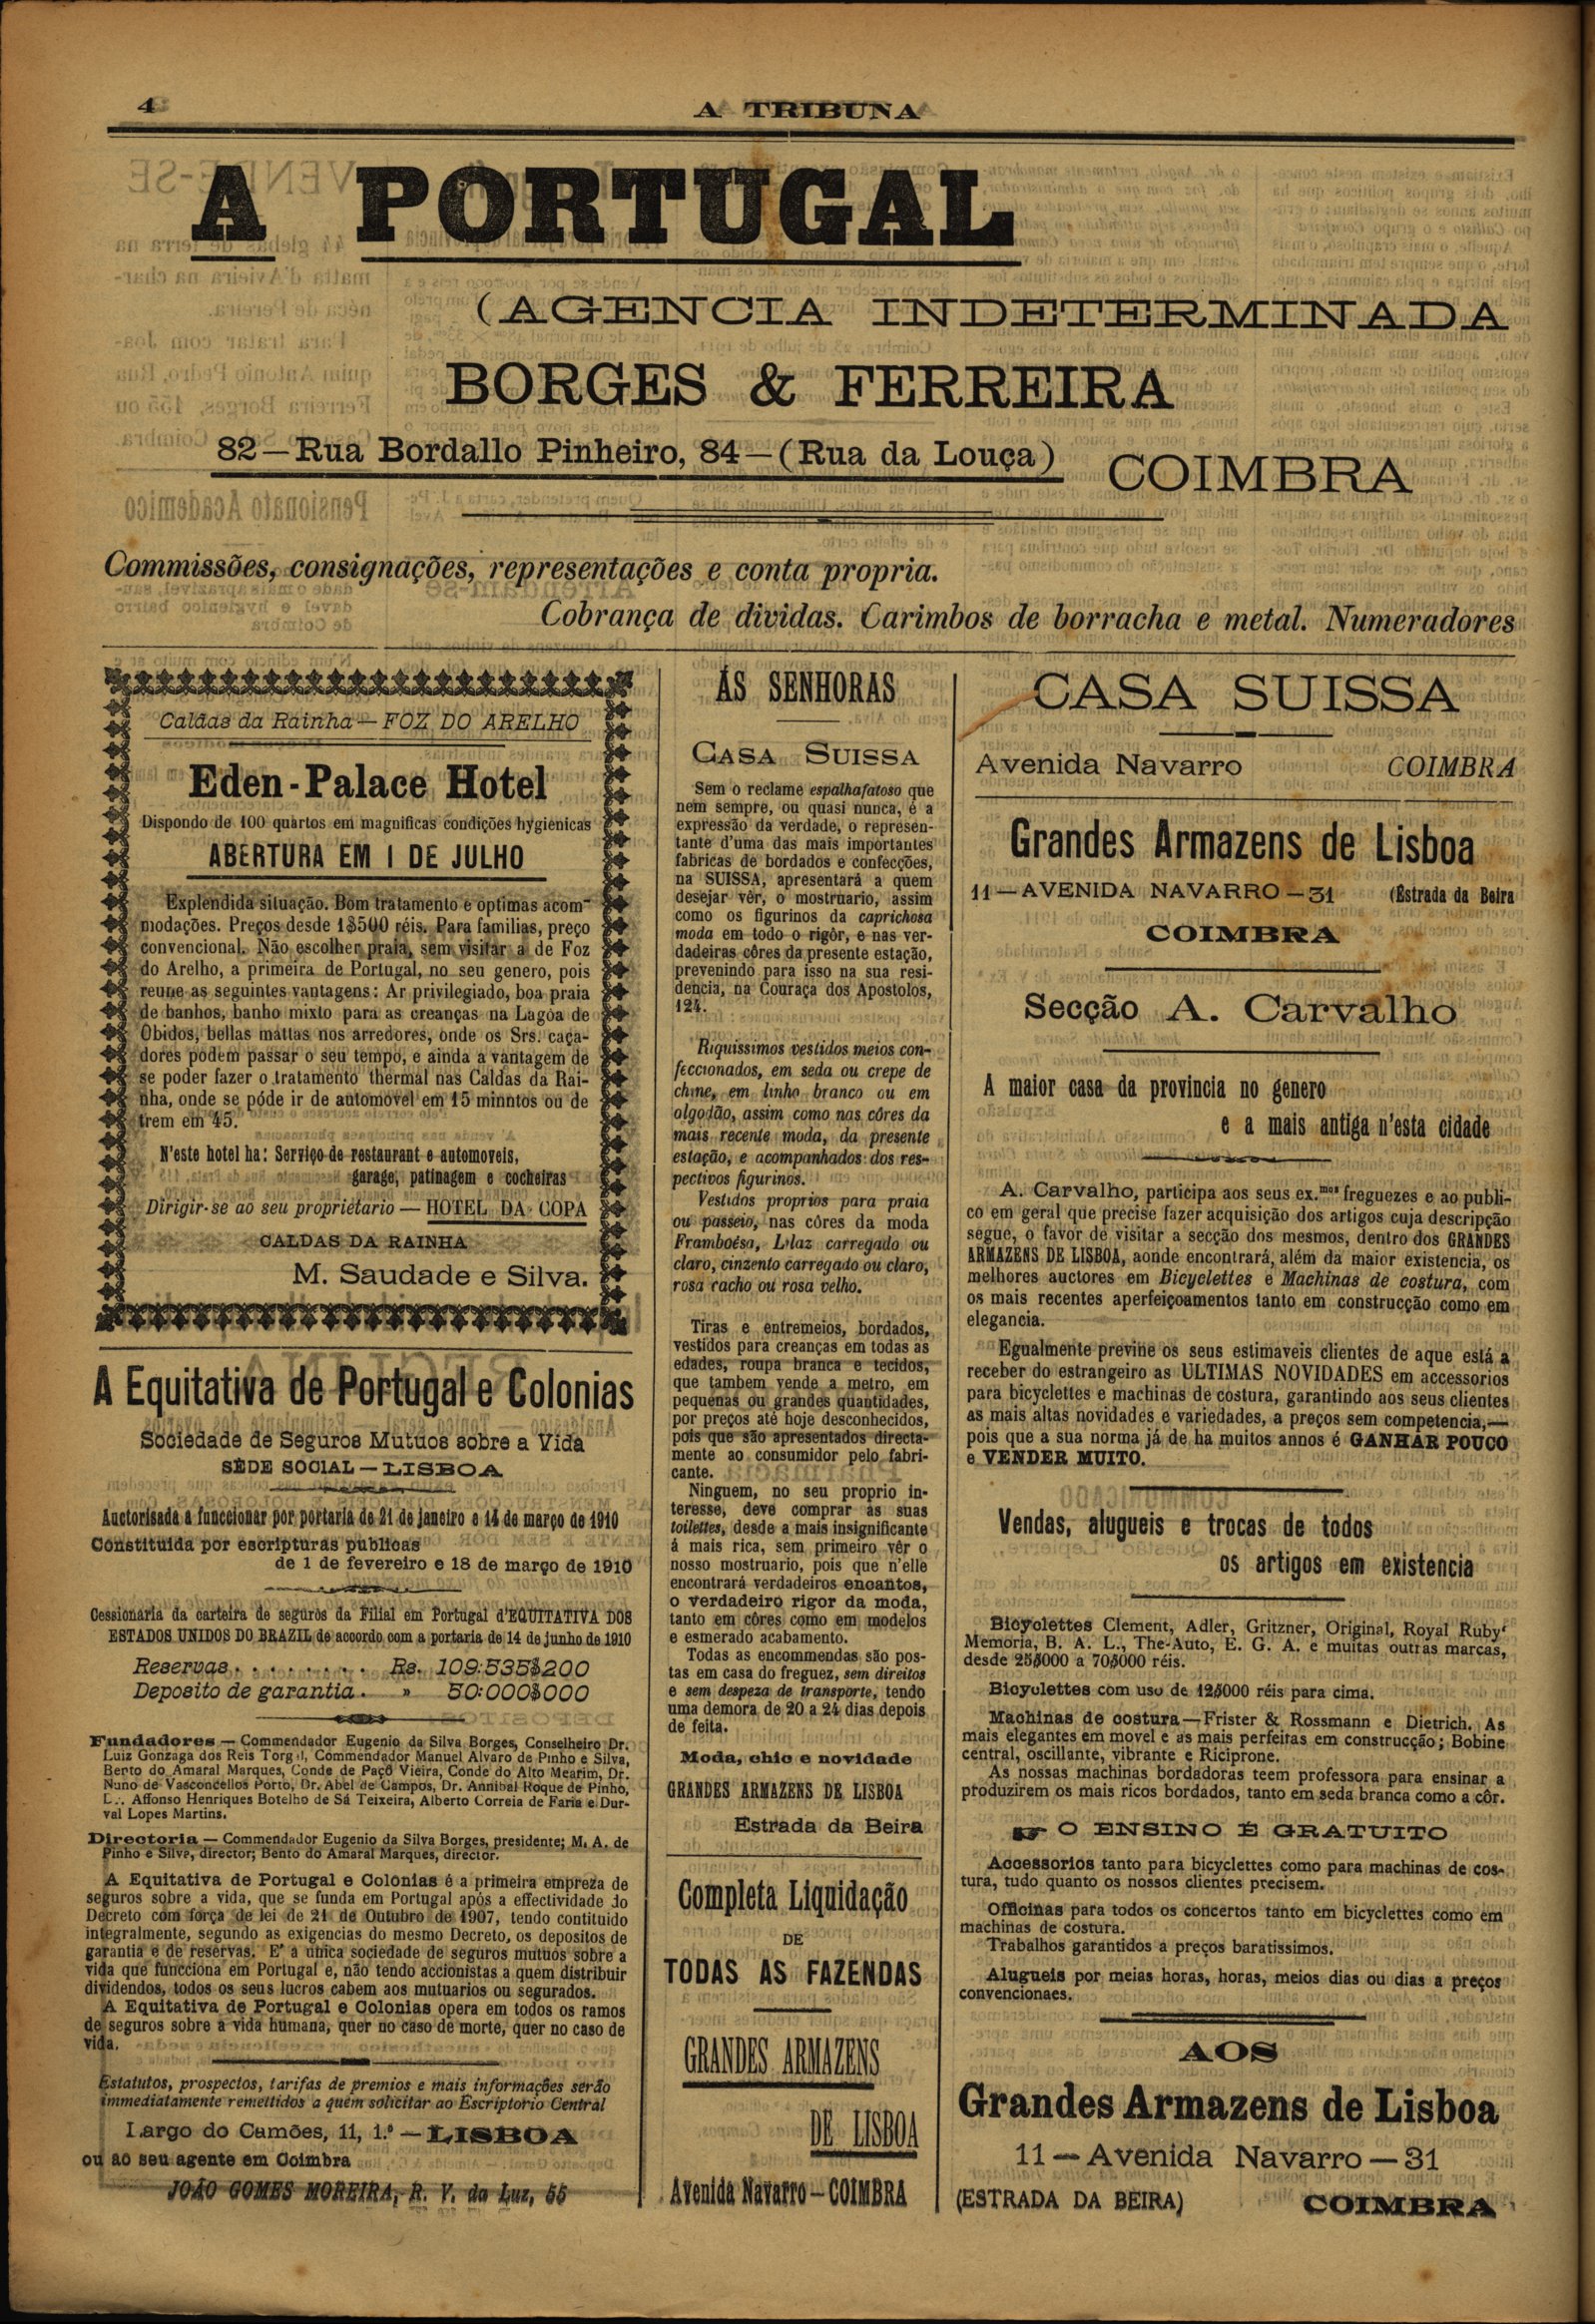 4
A TRIBUNA
A PORTUGAL
(AGENCIA INDETERMINADA
BORGES & FERREIRA
82—Rua Bordallo Pinheiro, 84—(Rua da Louça)
COIMBRA
Commissões, consignações, representações e conta propria.
Cobrança de dividas. Carimbos de borracha e metal. Numeradores
Caldas da Rainha—FOZ DO ARELHO
Eden-Palace Hotel
Dispondo de 100 quartos em magnificas condições hygienicas
ABERTURA EM 1 DE JULHO
Explendida situação. Bom tratamento e optimas acom-
modações. Preços desde 1$500 réis. Para familias, preço
convencional. Não escolher praia, sem visitar a de Foz
do Arelho, a primeira de Portugal, no seu genero, pois
reune as seguintes vantagens: Ar privilegiado, boa praia
de banhos, banho mixto para as creanças na Lagôa de
Obidos, bellas mattas nos arredores, onde os Srs. caça-
dores podem passar o seu tempo, e ainda a vantagem de
se poder fazer o tratamento thermal nas Caldas da Rai-
nha, onde se póde ir de automovel em 15 minntos ou de
trem em 45.
N'este hotel ha: Serviço de restaurant e automoveis,
garage, patinagem e cocheiras
Dirigir-se ao seu propriétario — HOTEL DA COPA
CALDAS DA RAINHA
M. Saudade e Silva.
A Equitativa de Portugal e Colonias
Sociedade de Seguros Mutuos sobre a Vida
SÉDE SOCIAL—LISBOA
Auctorisada a funccionar por portaria de 21 de janeiro e 14 de março de 1910
Constituida por escripturas publicas
de 1 de fevereiro e 18 de março de 1910
Cessionaria da carteira de seguros da Filial em Portugal d'EQUITATIVA DOS
ESTADOS UNIDOS DO BRAZIL de accordo com a portaria de 14 de junho de 1910
Reservas. . . . . . . . Rs. 109:535$200
Deposito de garantia . » 50:000$000
Fundadores — Commendador Eugenio da Silva Borges, Conselheiro Dr.
Luiz Gonzaga dos Reis Torgal, Commendador Manuel Alvaro de Pinho e Silva,
Bento do Amaral Marques, Conde de Paçô Vieira, Conde do Alto Mearim, Dr.
Nuno de Vasconcellos Porto, Dr. Abel de Campos, Dr. Annibal Roque de Pinho,
D.. Affonso Henriques Botelho de Sá Teixeira, Alberto Correia de Faria e Dur-
val Lopes Martins.
Directoria — Commendador Eugenio da Silva Borges, presidente; M. A. de
Pinho e Silva, director; Bento do Amaral Marques, director.
A Equitativa de Portugal e Colonias é a primeira empreza de
seguros sobre a vida, que se funda em Portugal após a effectividade do
Decreto com força de lei de 21 de Outubro de 1907, tendo contituido
integralmente, segundo as exigencias do mesmo Decreto, os depositos de
garantia e de reservas. E' a unica sociedade de seguros mutuos sobre a
vida que funcciona em Portugal e, não tendo accionistas a quem distribuir
dividendos, todos os seus lucros cabem aos mutuarios ou segurados.
A Equitativa de Portugal e Colonias opera em todos os ramos
de seguros sobre a vida humana, quer no caso de morte, quer no caso de
vida.
Estatutos, prospectos, tarifas de premios e mais informações serão
immediatamente remettidos a quem solicitar ao Escriptorio Central
Largo do Camões, 11, 1.º—LISBOA
ou ao seu agente em Coimbra
JOÃO GOMES MOREIRA, R. V. da Luz, 55
ÁS SENHORAS
CASA SUISSA
Sem o reclame espalhafatoso que
nem sempre, ou quasi nunca, é a
expressão da verdade, o represen-
tante d'uma das mais importantes
fabricas de bordados e confecções,
na SUISSA, apresentará a quem
desejar vêr, o mostruario, assim
como os figurinos da caprichosa
moda em todo o rigôr, e nas ver-
dadeiras côres da presente estação,
prevenindo para isso na sua resi-
dencia, na Couraça dos Apostolos,
124.
Riquissimos vestidos meios con-
feccionados, em seda ou crepe de
chine, em linho branco ou em
olgodão, assim como nas côres da
mais recente moda, da presente
estação, e acompanhados dos res-
pectivos figurinos.
Vestidos proprios para praia
ou passeio, nas côres da moda
Framboésa, Lilaz carregado ou
claro, cinzento carregado ou claro,
rosa cacho ou rosa velho.
Tiras e entremeios, bordados,
vestidos para creanças em todas as
edades, roupa branca e tecidos,
que tambem vende a metro, em
pequenas ou grandes quantidades,
por preços até hoje desconhecidos,
pois que são apresentados directa-
mente ao consumidor pelo fabri-
cante.
Ninguem, no seu proprio in-
teresse, deve comprar as suas
toilettes, desde a mais insignificante
á mais rica, sem primeiro vêr o
nosso mostruario, pois que n'elle
encontrará verdadeiros encantos,
o verdadeiro rigor da moda,
tanto em côres como em modelos
e esmerado acabamento.
Todas as encommendas são pos-
tas em casa do freguez, sem direitos
e sem despeza de transporte, tendo
uma demora de 20 a 24 dias depois
de feita.
Moda, chic e novidade
GRANDES ARMAZENS DE LISBOA
Estrada da Beira
Completa Liquidação
DE
TODAS AS FAZENDAS
GRANDES ARMAZENS
DE LISBOA
Avenida Navarro—COIMBRA
CASA SUISSA
Avenida Navarro COIMBRA
Grandes Armazens de Lisboa
11—AVENIDA NAVARRO—31 (Estrada da Beira
COIMBRA
Secção A. Carvalho
A maior casa da provincia no genero
e a mais antiga n'esta cidade
A. Carvalho, participa aos seus ex.mos freguezes e ao publi-
co em geral que precise fazer acquisição dos artigos cuja descripção
segue, o favor de visitar a secção dos mesmos, dentro dos GRANDES
ARMAZENS DE LISBOA, aonde encontrará, além da maior existencia, os
melhores auctores em Bicyclettes e Machinas de costura, com
os mais recentes aperfeiçoamentos tanto em construcção como em
elegancia.
Egualmente previne os seus estimaveis clientes de aque está a
receber do estrangeiro as ULTIMAS NOVIDADES em accessorios
para bicyclettes e machinas de costura, garantindo aos seus clientes
as mais altas novidades e variedades, a preços sem competencia,—
pois que a sua norma já de ha muitos annos é GANHAR POUCO
e VENDER MUITO.
Vendas, alugueis e trocas de todos
os artigos em existencia
Bicyclettes Clement, Adler, Gritzner, Original, Royal Ruby'
Memoria, B. A. L., The-Auto, E. G. A. e muitas outras marcas,
desde 25$000 a 70$000 réis.
Bicyclettes com uso de 12$000 réis para cima.
Machinas de costura—Frister & Rossmann e Dietrich. As
mais elegantes em movel e as mais perfeitas em construcção; Bobine
central, oscillante, vibrante e Riciprone.
As nossas machinas bordadoras teem professora para ensinar a
produzirem os mais ricos bordados, tanto em seda branca como a côr.
☞ O ENSINO É GRATUITO
Accessorios tanto para bicyclettes como para machinas de cos-
tura, tudo quanto os nossos clientes precisem.
Officinas para todos os concertos tanto em bicyclettes como em
machinas de costura.
Trabalhos garantidos a preços baratissimos.
Alugueis por meias horas, horas, meios dias ou dias a preços
convencionaes.
AOS
Grandes Armazens de Lisboa
11—Avenida Navarro—31
(ESTRADA DA BEIRA) COIMBRA